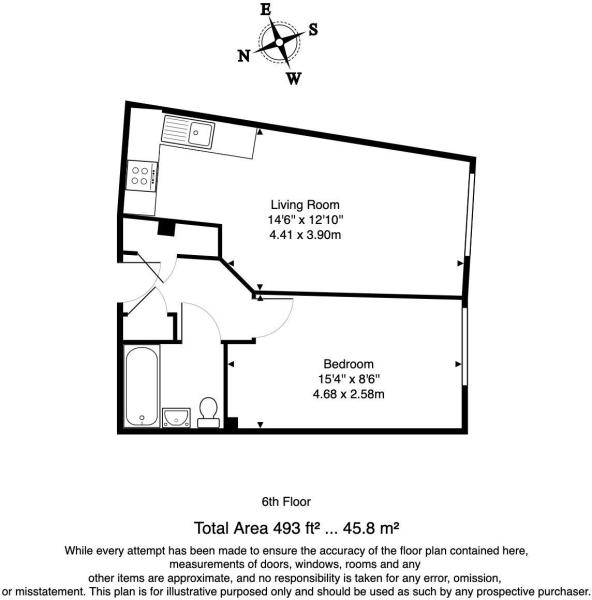 E
S
N
W
Living Room
14'6" x 12'10"
4.41 x 3.90m
Bedroom
15'4" x 8'6"
4.68 x 2.58m
6th Floor
Total Area 493 ft² ... 45.8 m²
While every attempt has been made to ensure the accuracy of the floor plan contained here,
measurements of doors, windows, rooms and any
other items are approximate, and no responsibility is taken for any error, omission,
or misstatement. This plan is for illustrative purposed only and should be used as such by any prospective purchaser.